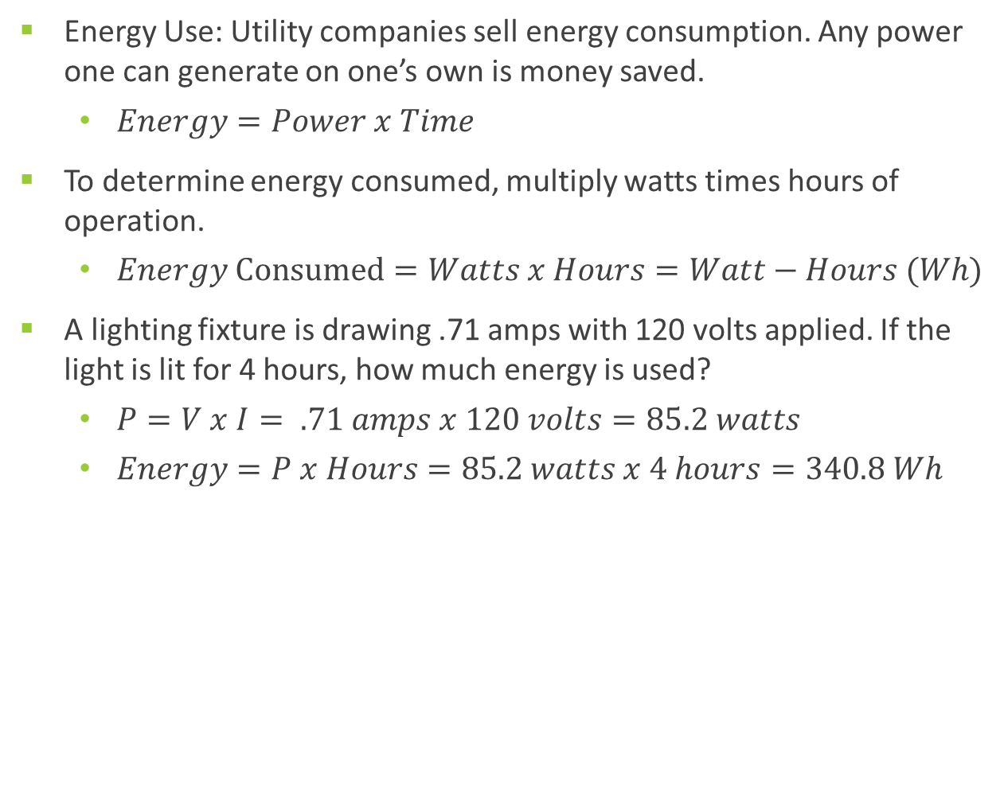 ▪ Energy Use: Utility companies sell energy consumption. Any power
one can generate on one’s own is money saved.
• Energy = Power x Time
▪ To determine energy consumed, multiply watts times hours of
operation.
• Energy Consumed = Watts x Hours = Watt − Hours (Wh)
▪ A lighting fixture is drawing .71 amps with 120 volts applied. If the
light is lit for 4 hours, how much energy is used?
• P = V x I = .71 amps x 120 volts = 85.2 watts
• Energy = P x Hours = 85.2 watts x 4 hours = 340.8 Wh